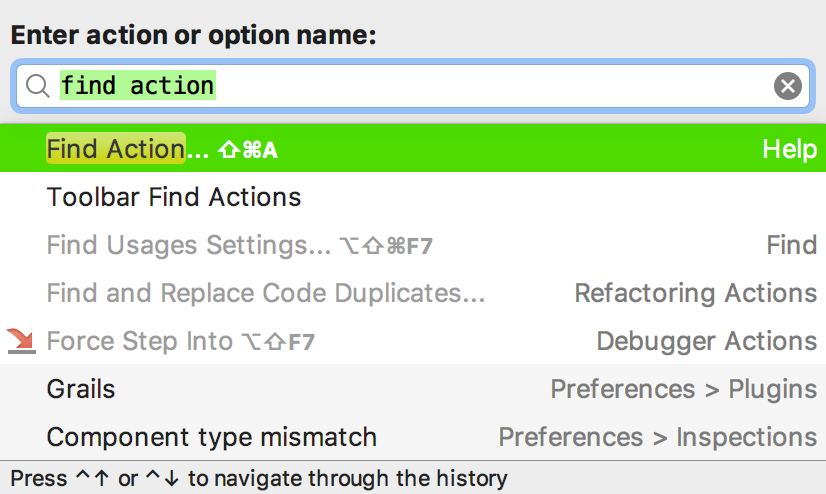 Enter action or option name:
find action
Find Action... ⇧⌘A Help
Toolbar Find Actions
Find Usages Settings... ⌥⇧⌘F7 Find
Find and Replace Code Duplicates... Refactoring Actions
Force Step Into ⌥⇧F7 Debugger Actions
Grails Preferences > Plugins
Component type mismatch Preferences > Inspections
Press ^↑ or ^↓ to navigate through the history